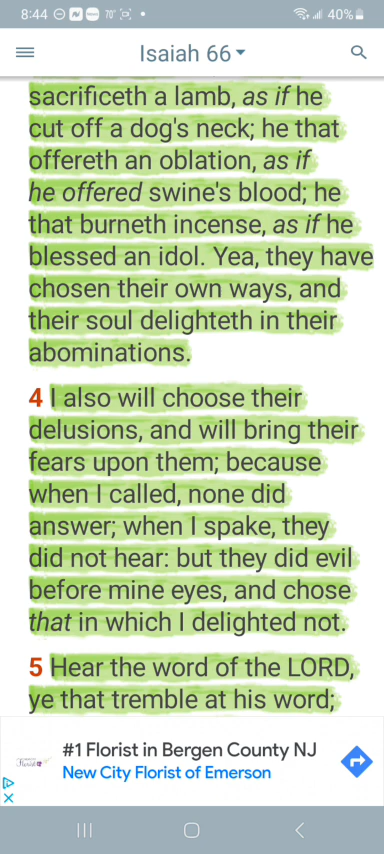 8:44 N 70° 40%
Isaiah 66
sacrificeth a lamb, as if he
cut off a dog's neck; he that
offereth an oblation, as if
he offered swine's blood; he
that burneth incense, as if he
blessed an idol. Yea, they have
chosen their own ways, and
their soul delighteth in their
abominations.
4 I also will choose their
delusions, and will bring their
fears upon them; because
when I called, none did
answer; when I spake, they
did not hear: but they did evil
before mine eyes, and chose
that in which I delighted not.
5 Hear the word of the LORD,
ye that tremble at his word;
#1 Florist in Bergen County NJ
New City Florist of Emerson